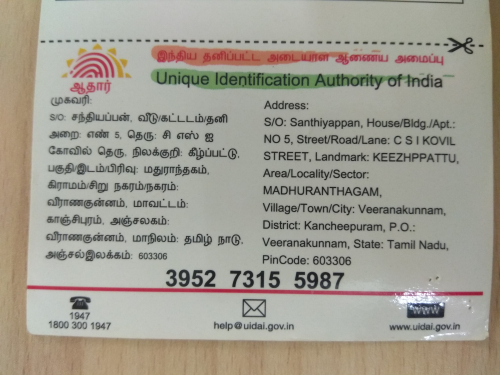 இந்திய தனிப்பட்ட அடையாள ஆணைய அமைப்பு
Unique Identification Authority of India
ஆதார்
முகவரி:
S/O: சந்தியப்பன், வீடு/கட்டடம்/தனி
அறை: எண் 5, தெரு: சி எஸ் ஐ
கோவில் தெரு, நிலக்குறி: கீழ்ப்பட்டு,
பகுதி/இடம்/பிரிவு: மதுராந்தகம்,
கிராமம்/சிறு நகரம்/நகரம்:
வீராணகுன்னம், மாவட்டம்:
காஞ்சிபுரம், அஞ்சலகம்:
வீராணகுன்னம், மாநிலம்: தமிழ் நாடு,
அஞ்சல்இலக்கம்: 603306
Address:
S/O: Santhiyappan, House/Bldg./Apt.:
NO 5, Street/Road/Lane: C S I KOVIL
STREET, Landmark: KEEZHPPATTU,
Area/Locality/Sector:
MADHURANTHAGAM,
Village/Town/City: Veeranakunnam,
District: Kancheepuram, P.O.:
Veeranakunnam, State: Tamil Nadu,
PinCode: 603306
3952 7315 5987
1947
1800 300 1947
help@uidai.gov.in
www
www.uidai.gov.in